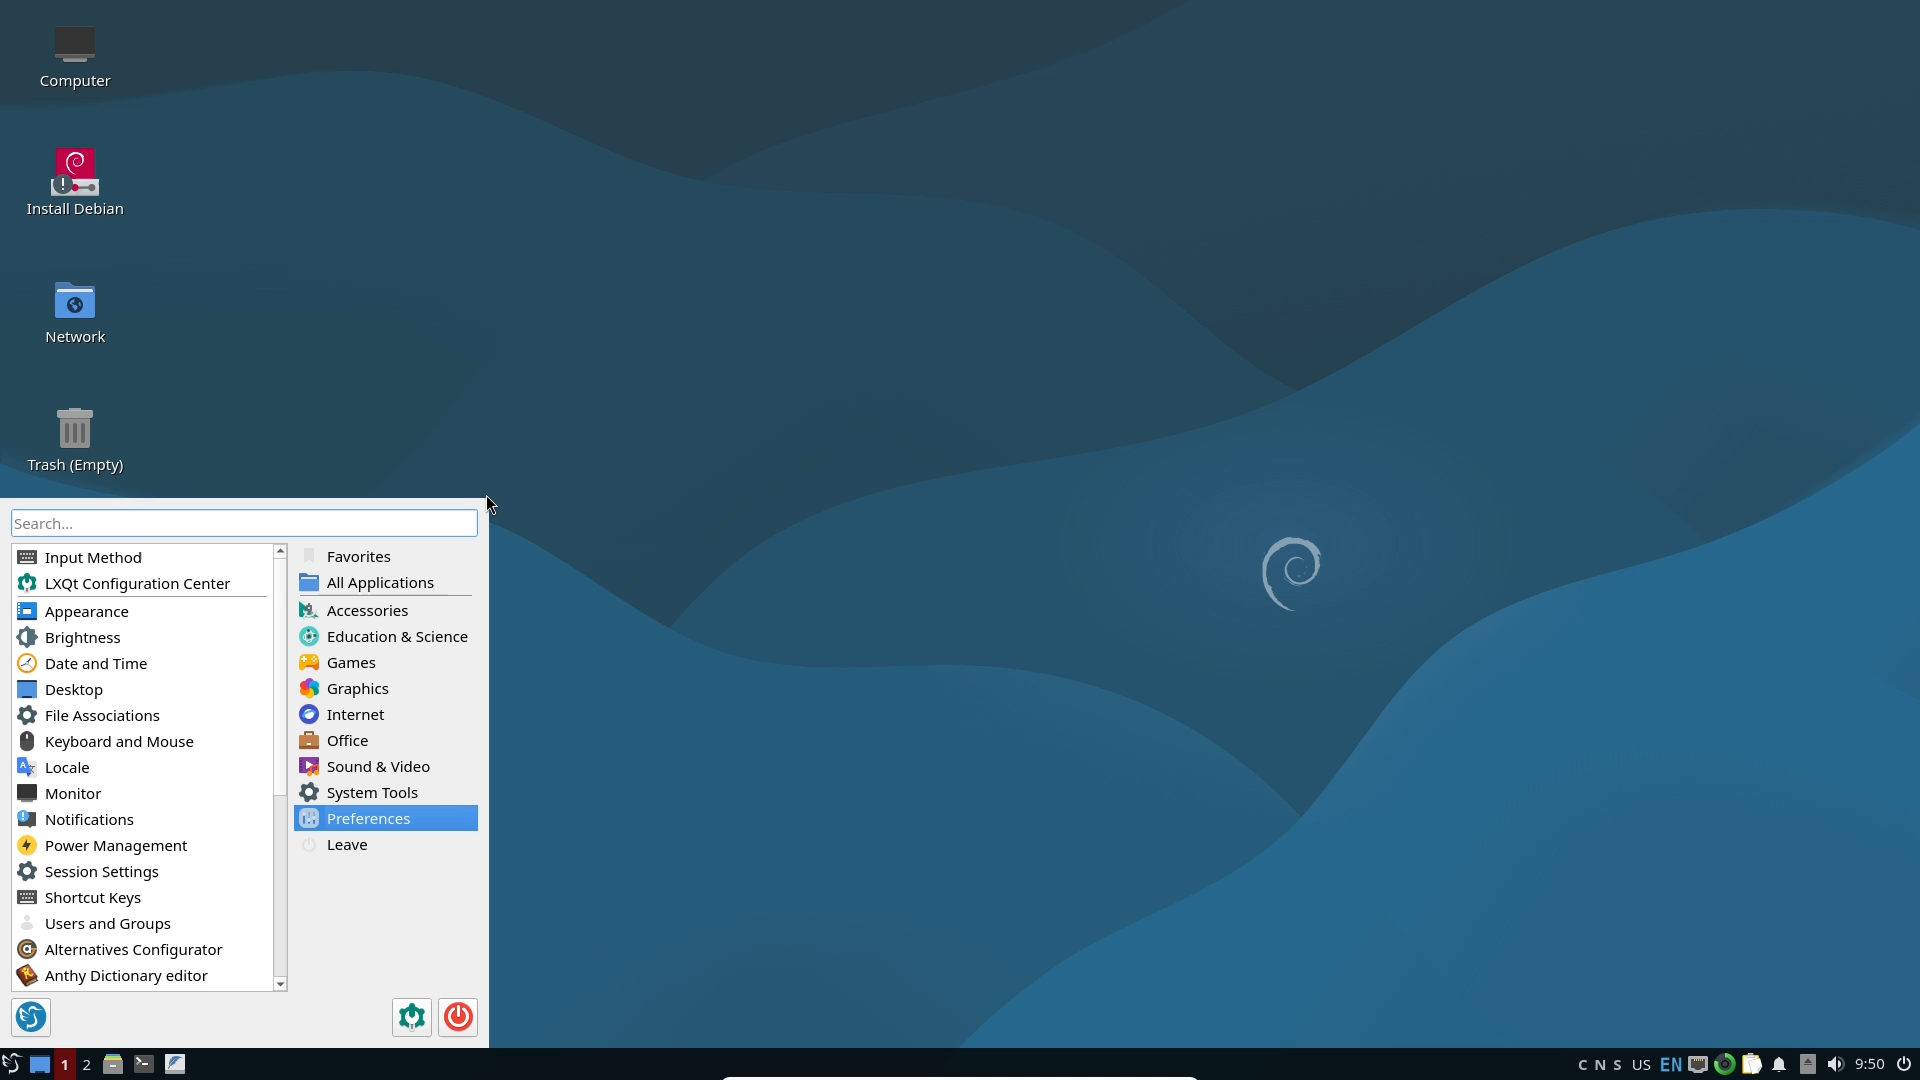 Computer
Install Debian
Network
Trash (Empty)
Search...
Input Method
LXQt Configuration Center
Appearance
Brightness
Date and Time
Desktop
File Associations
Keyboard and Mouse
Locale
Monitor
Notifications
Power Management
Session Settings
Shortcut Keys
Users and Groups
Alternatives Configurator
Anthy Dictionary editor
Favorites
All Applications
Accessories
Education & Science
Games
Graphics
Internet
Office
Sound & Video
System Tools
Preferences
Leave
1 2 C N S US EN 9:50